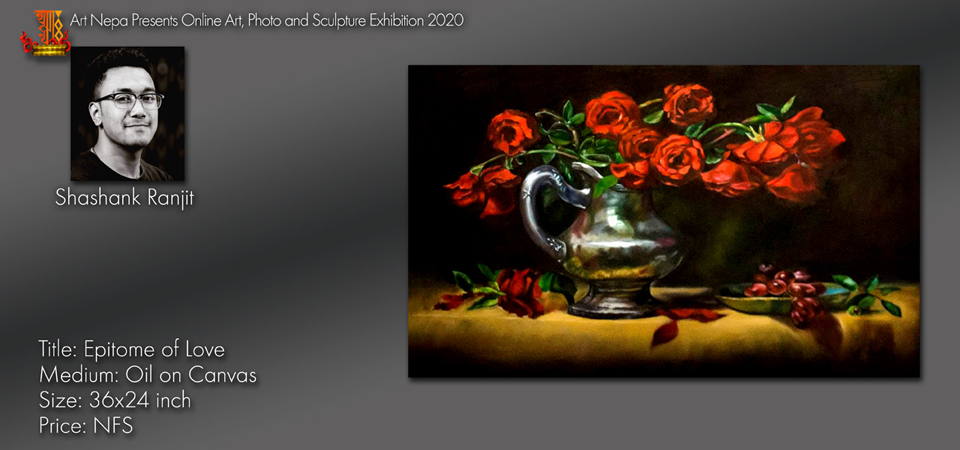 Art Nepa Presents Online Art, Photo and Sculpture Exhibition 2020
Shashank Ranjit
Title: Epitome of Love
Medium: Oil on Canvas
Size: 36x24 inch
Price: NFS